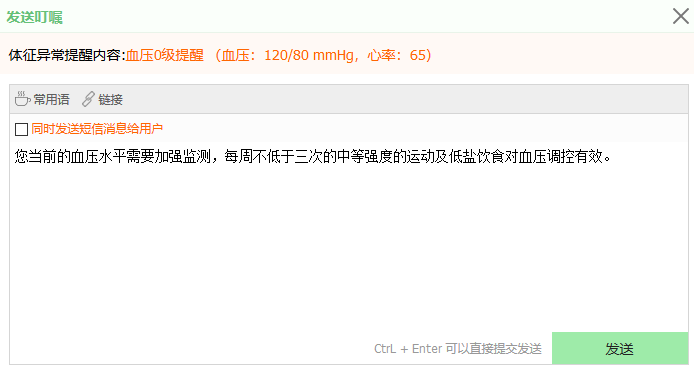 发送叮嘱
体征异常提醒内容:血压0级提醒 （血压：120/80 mmHg，心率：65）
常用语 链接
同时发送短信消息给用户
您当前的血压水平需要加强监测，每周不低于三次的中等强度的运动及低盐饮食对血压调控有效。
CtrL + Enter 可以直接提交发送 发送